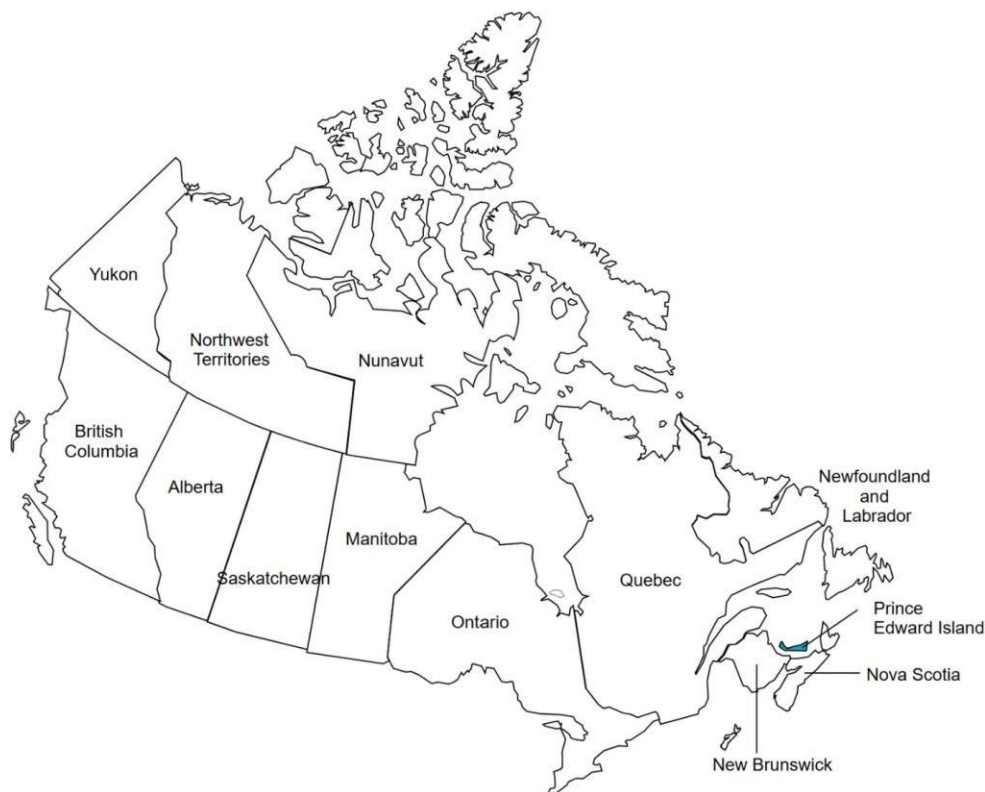 Yukon
Northwest
Territories
Nunavut
British
Columbia
Alberta
Saskatchewan
Manitoba
Ontario
Quebec
Newfoundland
and
Labrador
Prince
Edward Island
Nova Scotia
New Brunswick